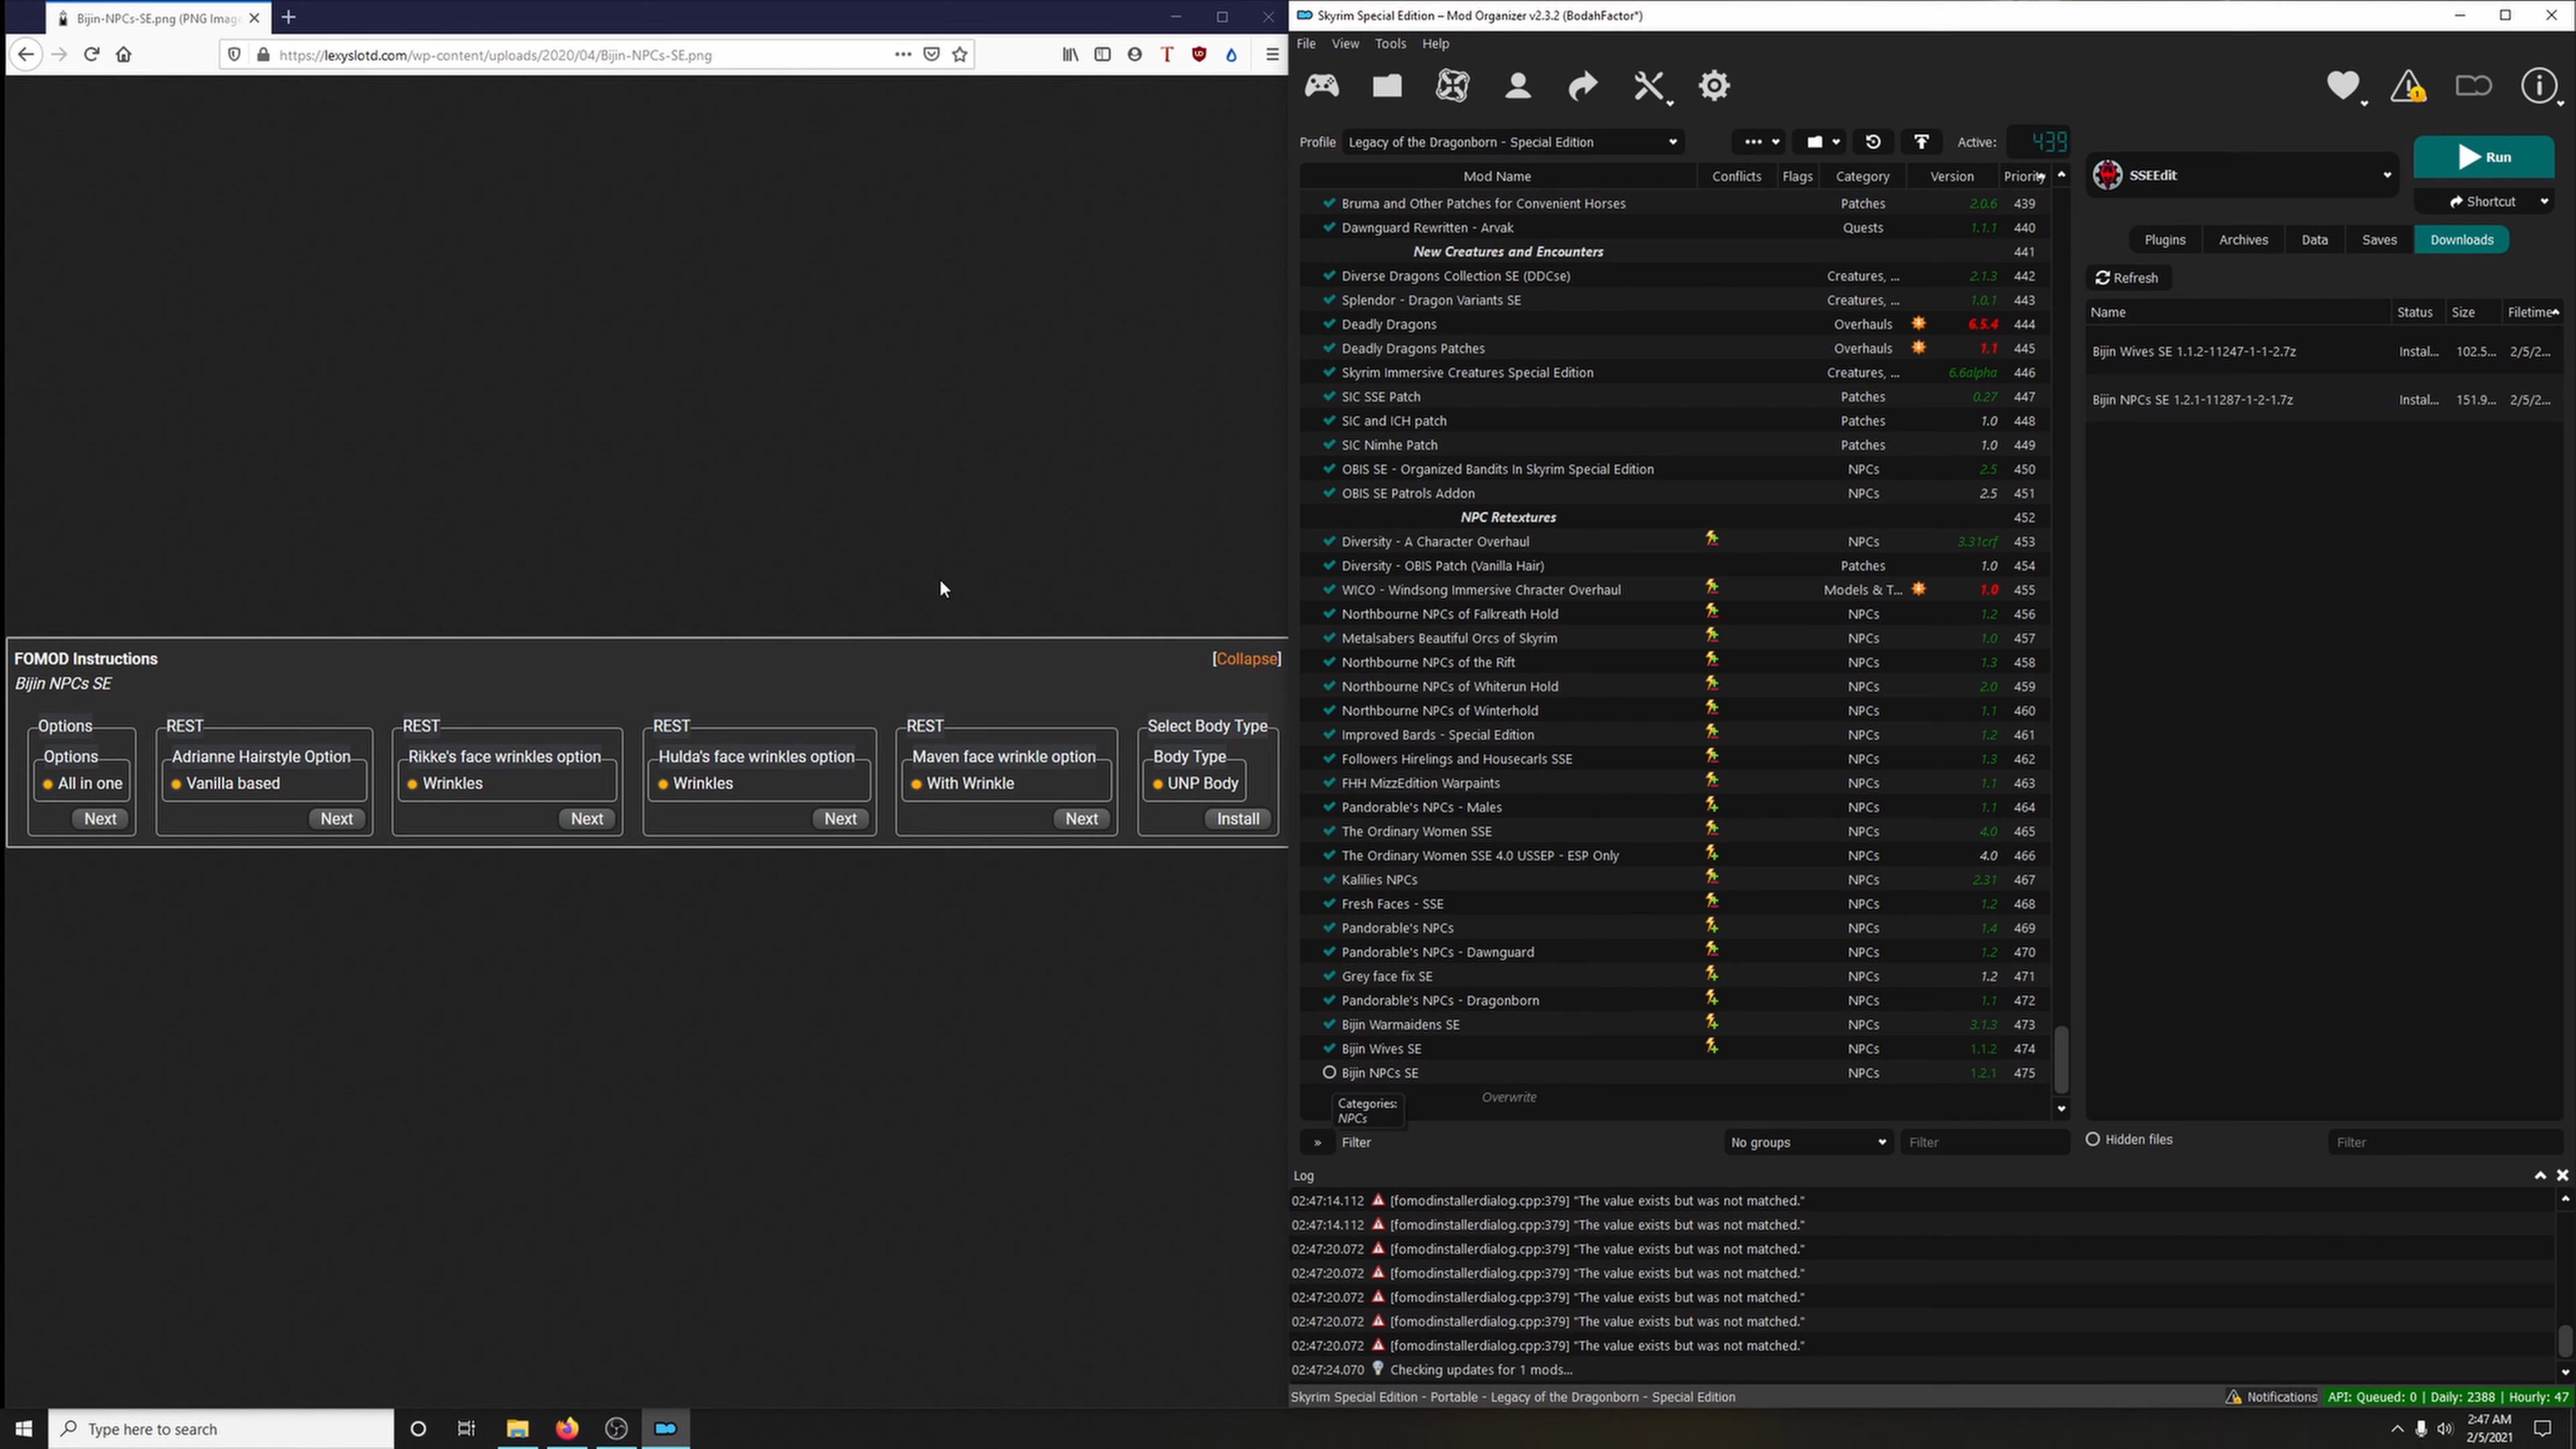 Bijin-NPCs-SE.png (PNG Imag
https://lexyslotd.com/wp-content/uploads/2020/04/Bijin-NPCs-SE.png
FOMOD Instructions
[Collapse]
Bijin NPCs SE
Options
Options
All in one
Next
REST
Adrianne Hairstyle Option
Vanilla based
Next
REST
Rikke's face wrinkles option
Wrinkles
Next
REST
Hulda's face wrinkles option
Wrinkles
Next
REST
Maven face wrinkle option
With Wrinkle
Next
Select Body Type
Body Type
UNP Body
Install
Skyrim Special Edition – Mod Organizer v2.3.2 (BodahFactor*)
File View Tools Help
Profile Legacy of the Dragonborn - Special Edition Active: 439
Mod Name Conflicts Flags Category Version Priority
Bruma and Other Patches for Convenient Horses Patches 2.0.6 439
Dawnguard Rewritten - Arvak Quests 1.1.1 440
New Creatures and Encounters 441
Diverse Dragons Collection SE (DDCse) Creatures, ... 2.1.3 442
Splendor - Dragon Variants SE Creatures, ... 1.0.1 443
Deadly Dragons Overhauls 6.5.4 444
Deadly Dragons Patches Overhauls 1.1 445
Skyrim Immersive Creatures Special Edition Creatures, ... 6.6alpha 446
SIC SSE Patch Patches 0.27 447
SIC and ICH patch Patches 1.0 448
SIC Nimhe Patch Patches 1.0 449
OBIS SE - Organized Bandits In Skyrim Special Edition NPCs 2.5 450
OBIS SE Patrols Addon NPCs 2.5 451
NPC Retextures 452
Diversity - A Character Overhaul NPCs 3.31crf 453
Diversity - OBIS Patch (Vanilla Hair) Patches 1.0 454
WICO - Windsong Immersive Chracter Overhaul Models & T... 1.0 455
Northbourne NPCs of Falkreath Hold NPCs 1.2 456
Metalsabers Beautiful Orcs of Skyrim NPCs 1.0 457
Northbourne NPCs of the Rift NPCs 1.3 458
Northbourne NPCs of Whiterun Hold NPCs 2.0 459
Northbourne NPCs of Winterhold NPCs 1.1 460
Improved Bards - Special Edition NPCs 1.2 461
Followers Hirelings and Housecarls SSE NPCs 1.3 462
FHH MizzEdition Warpaints NPCs 1.1 463
Pandorable's NPCs - Males NPCs 1.1 464
The Ordinary Women SSE NPCs 4.0 465
The Ordinary Women SSE 4.0 USSEP - ESP Only NPCs 4.0 466
Kalilies NPCs NPCs 2.31 467
Fresh Faces - SSE NPCs 1.2 468
Pandorable's NPCs NPCs 1.4 469
Pandorable's NPCs - Dawnguard NPCs 1.2 470
Grey face fix SE NPCs 1.2 471
Pandorable's NPCs - Dragonborn NPCs 1.1 472
Bijin Warmaidens SE NPCs 3.1.3 473
Bijin Wives SE NPCs 1.1.2 474
Bijin NPCs SE NPCs 1.2.1 475
Overwrite
Categories:
NPCs
» Filter No groups Filter
SSEEdit
Run
Shortcut
Plugins Archives Data Saves Downloads
Refresh
Name Status Size Filetime
Bijin Wives SE 1.1.2-11247-1-1-2.7z Instal... 102.5... 2/5/2...
Bijin NPCs SE 1.2.1-11287-1-2-1.7z Instal... 151.9... 2/5/2...
Hidden files Filter
Log
02:47:14.112 [fomodinstallerdialog.cpp:379] "The value exists but was not matched."
02:47:14.112 [fomodinstallerdialog.cpp:379] "The value exists but was not matched."
02:47:20.072 [fomodinstallerdialog.cpp:379] "The value exists but was not matched."
02:47:20.072 [fomodinstallerdialog.cpp:379] "The value exists but was not matched."
02:47:20.072 [fomodinstallerdialog.cpp:379] "The value exists but was not matched."
02:47:20.072 [fomodinstallerdialog.cpp:379] "The value exists but was not matched."
02:47:20.072 [fomodinstallerdialog.cpp:379] "The value exists but was not matched."
02:47:24.070 Checking updates for 1 mods...
Skyrim Special Edition - Portable - Legacy of the Dragonborn - Special Edition Notifications API: Queued: 0 | Daily: 2388 | Hourly: 47
Type here to search
2:47 AM
2/5/2021